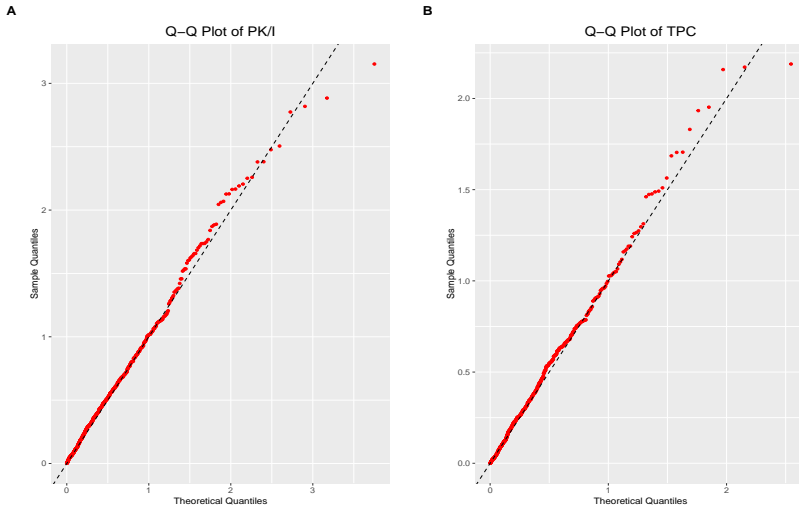 A
Q−Q Plot of PK/I
3
2
1
0
Sample Quantiles
0 1 2 3
Theoretical Quantiles
B
Q−Q Plot of TPC
2.0
1.5
1.0
0.5
0.0
Sample Quantiles
0 1 2
Theoretical Quantiles